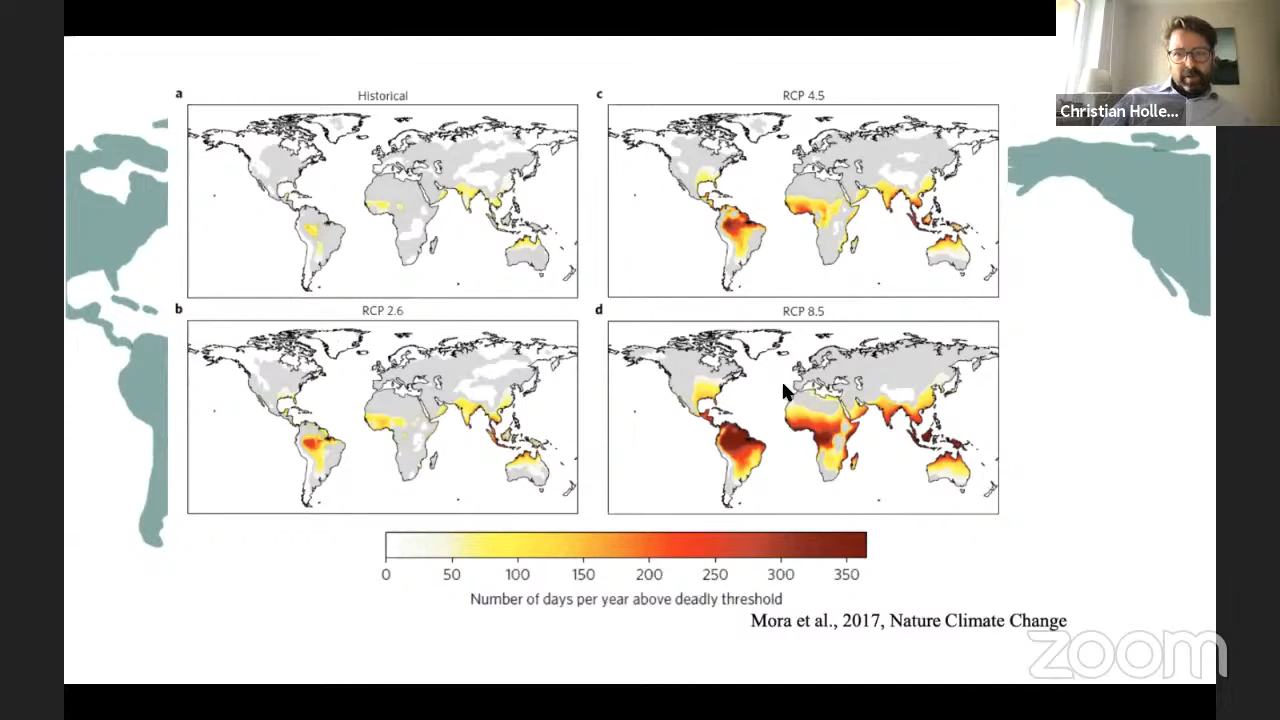 Christian Holle...
a
Historical
c
RCP 4.5
b
RCP 2.6
d
RCP 8.5
0 50 100 150 200 250 300 350
Number of days per year above deadly threshold
Mora et al., 2017, Nature Climate Change
zoom